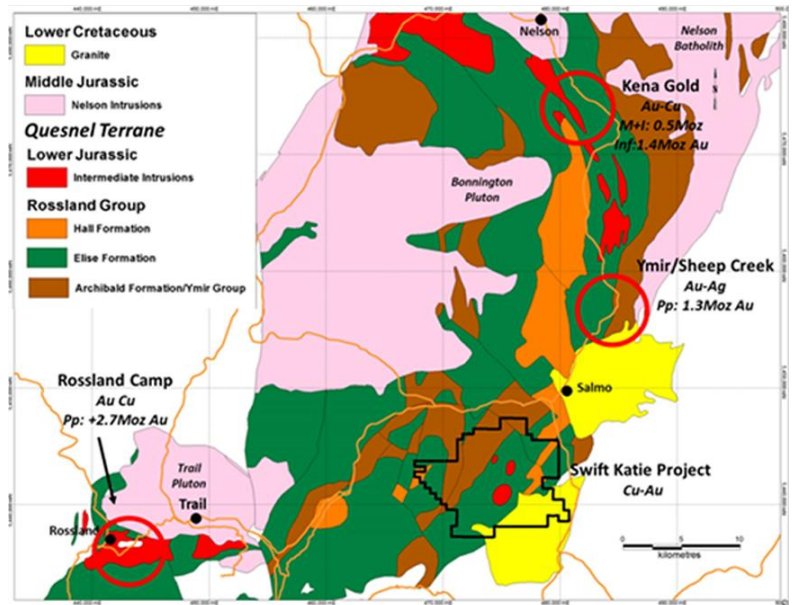 Lower Cretaceous
Granite
Middle Jurassic
Nelson Intrusions
Quesnel Terrane
Lower Jurassic
Intermediate Intrusions
Rossland Group
Hall Formation
Elise Formation
Archibald Formation/Ymir Group
Nelson
Nelson
Batholith
Kena Gold
Au-Cu
M+I: 0.5Moz
Inf:1.4Moz Au
Bonnington
Pluton
Ymir/Sheep Creek
Au-Ag
Pp: 1.3Moz Au
Rossland Camp
Au Cu
Pp: +2.7Moz Au
Salmo
Swift Katie Project
Cu-Au
Trail
Pluton
Trail
Rossland
0 5 10
kilometres